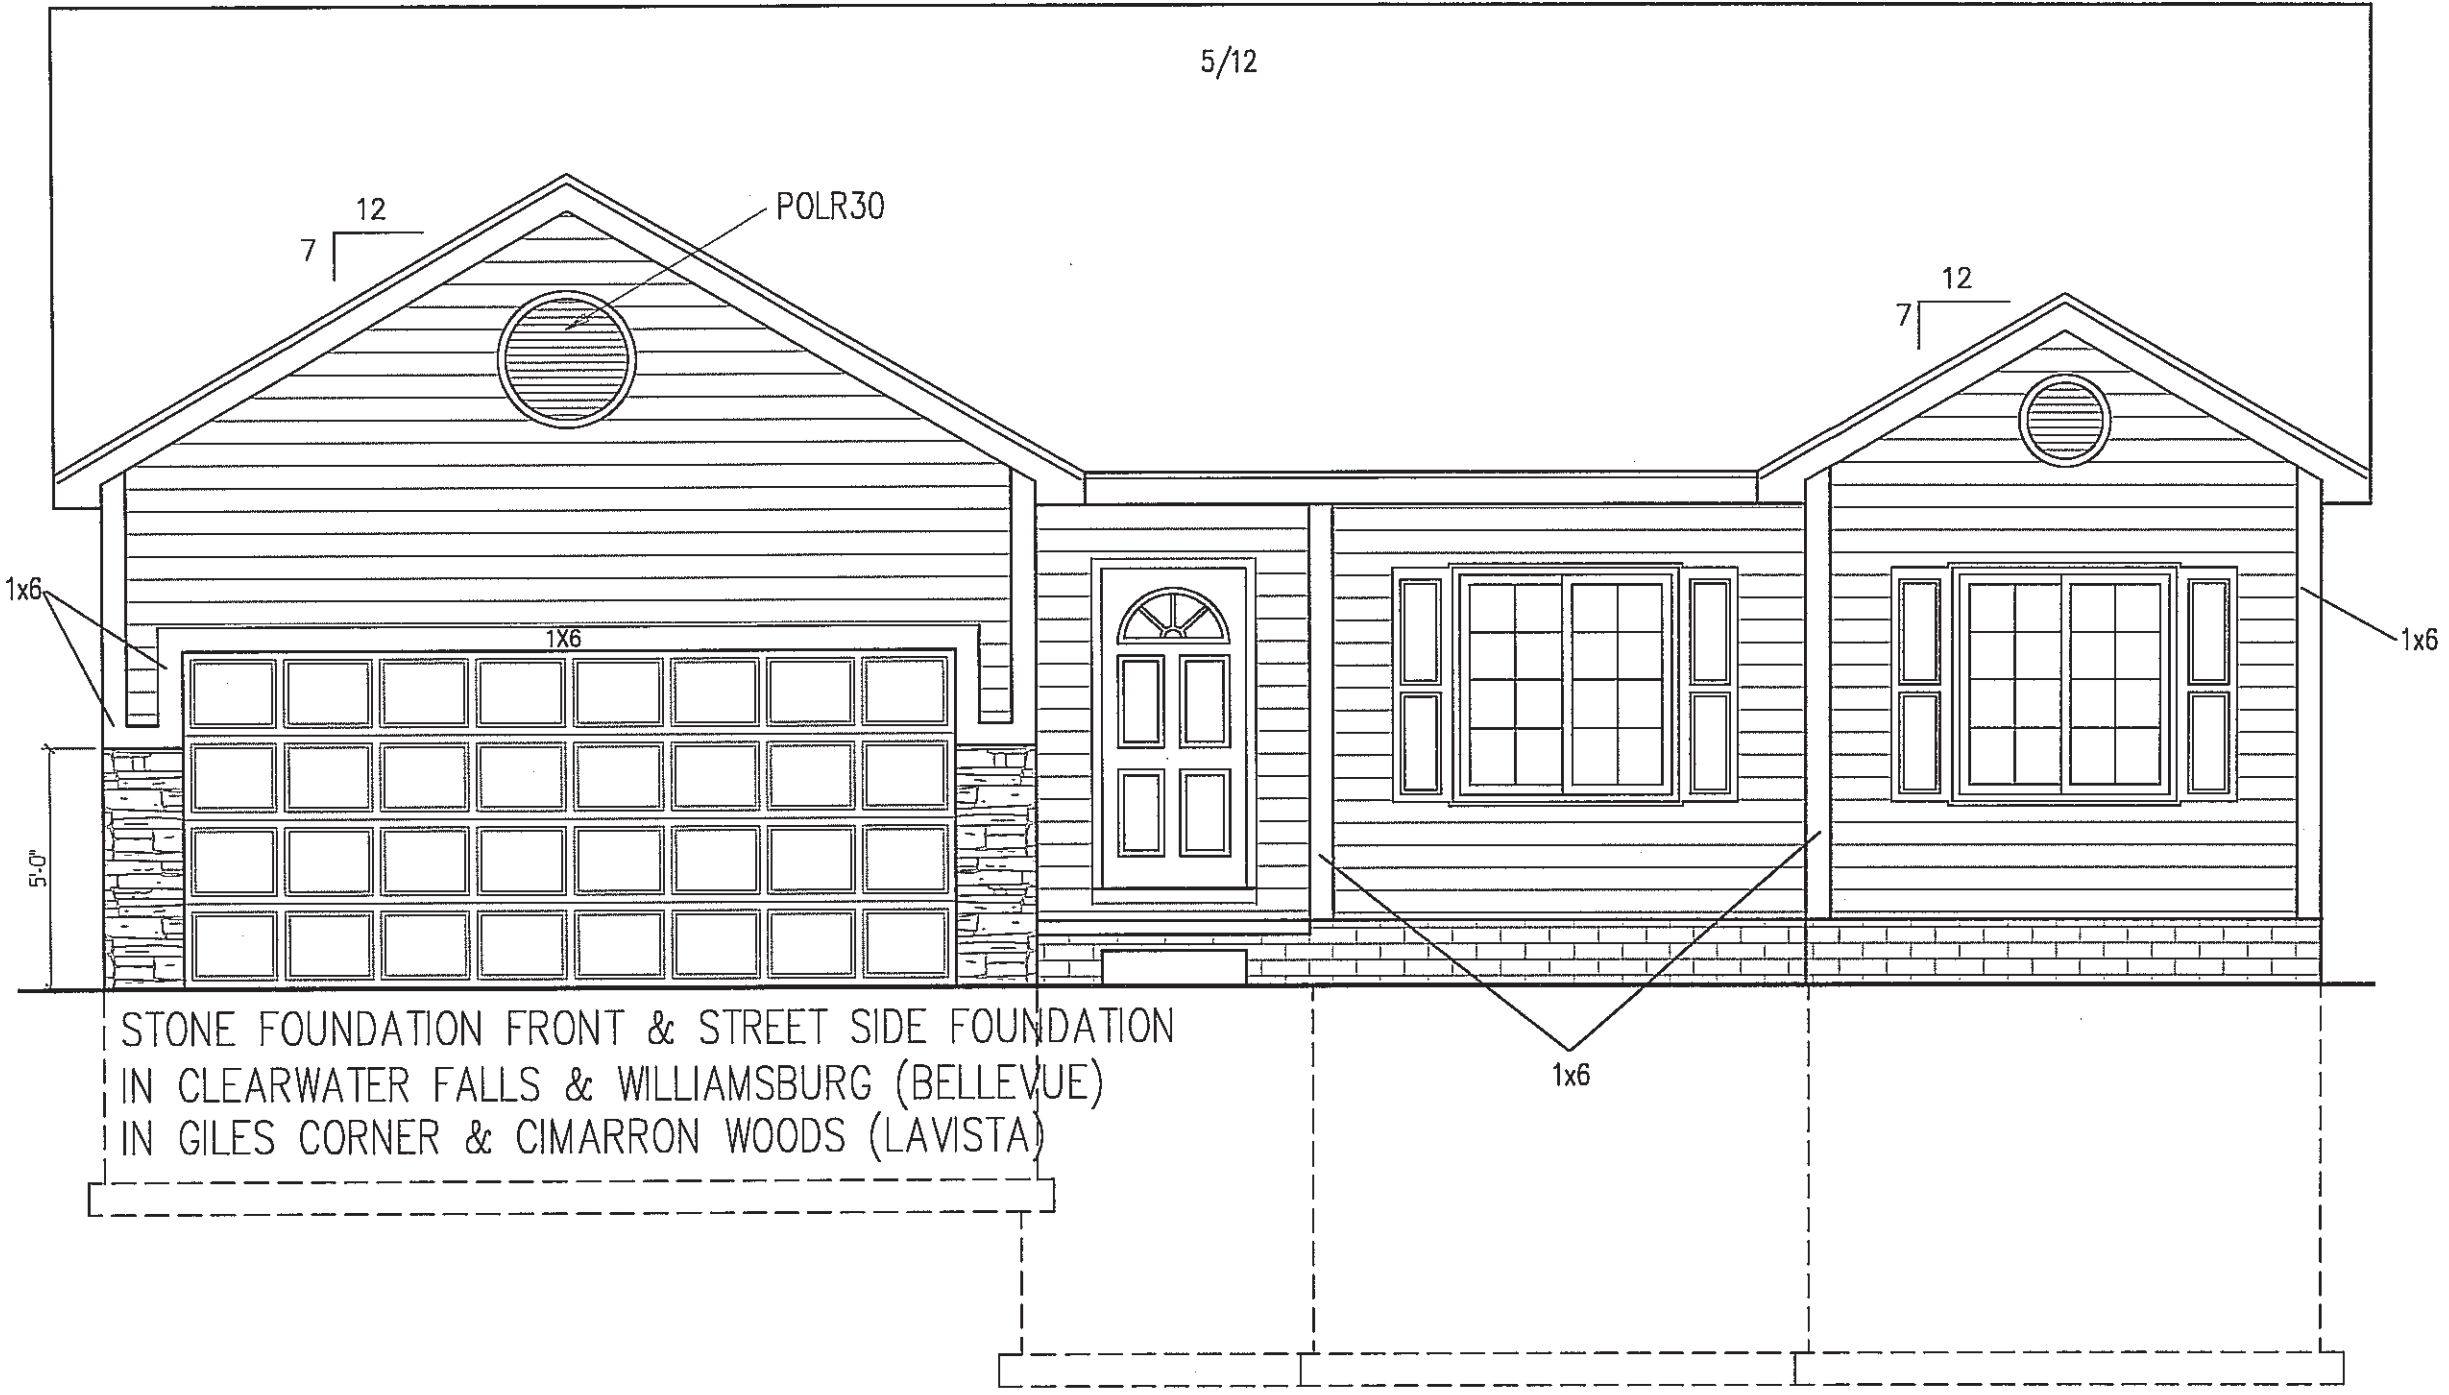 5/12
12
7
POLR30
12
7
1x6
1X6
1x6
5'-0"
STONE FOUNDATION FRONT & STREET SIDE FOUNDATION
IN CLEARWATER FALLS & WILLIAMSBURG (BELLEVUE)
IN GILES CORNER & CIMARRON WOODS (LAVISTA)
1x6